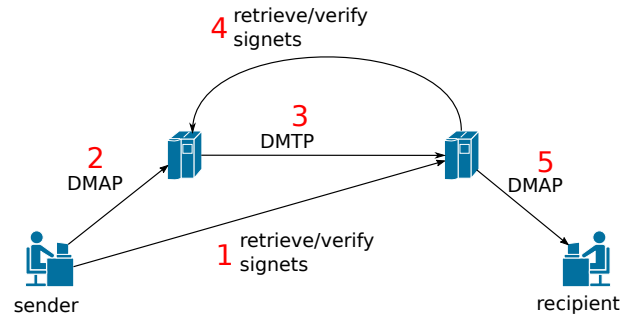 4 retrieve/verify
signets
3
DMTP
2
DMAP
5
DMAP
1 retrieve/verify
signets
sender
recipient